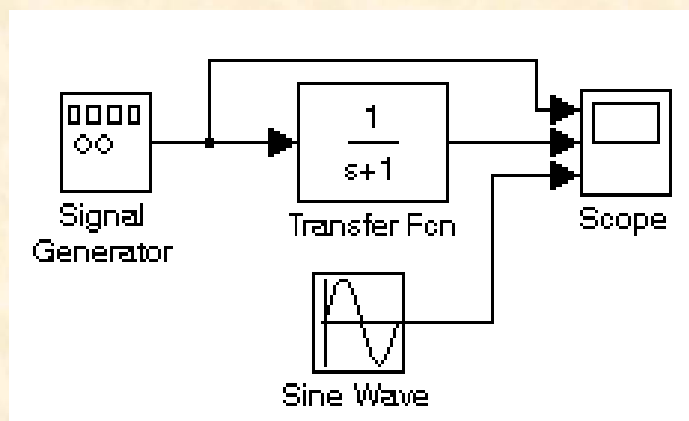 1
s+1
Signal
Generator
Transfer Fcn
Scope
Sine Wave